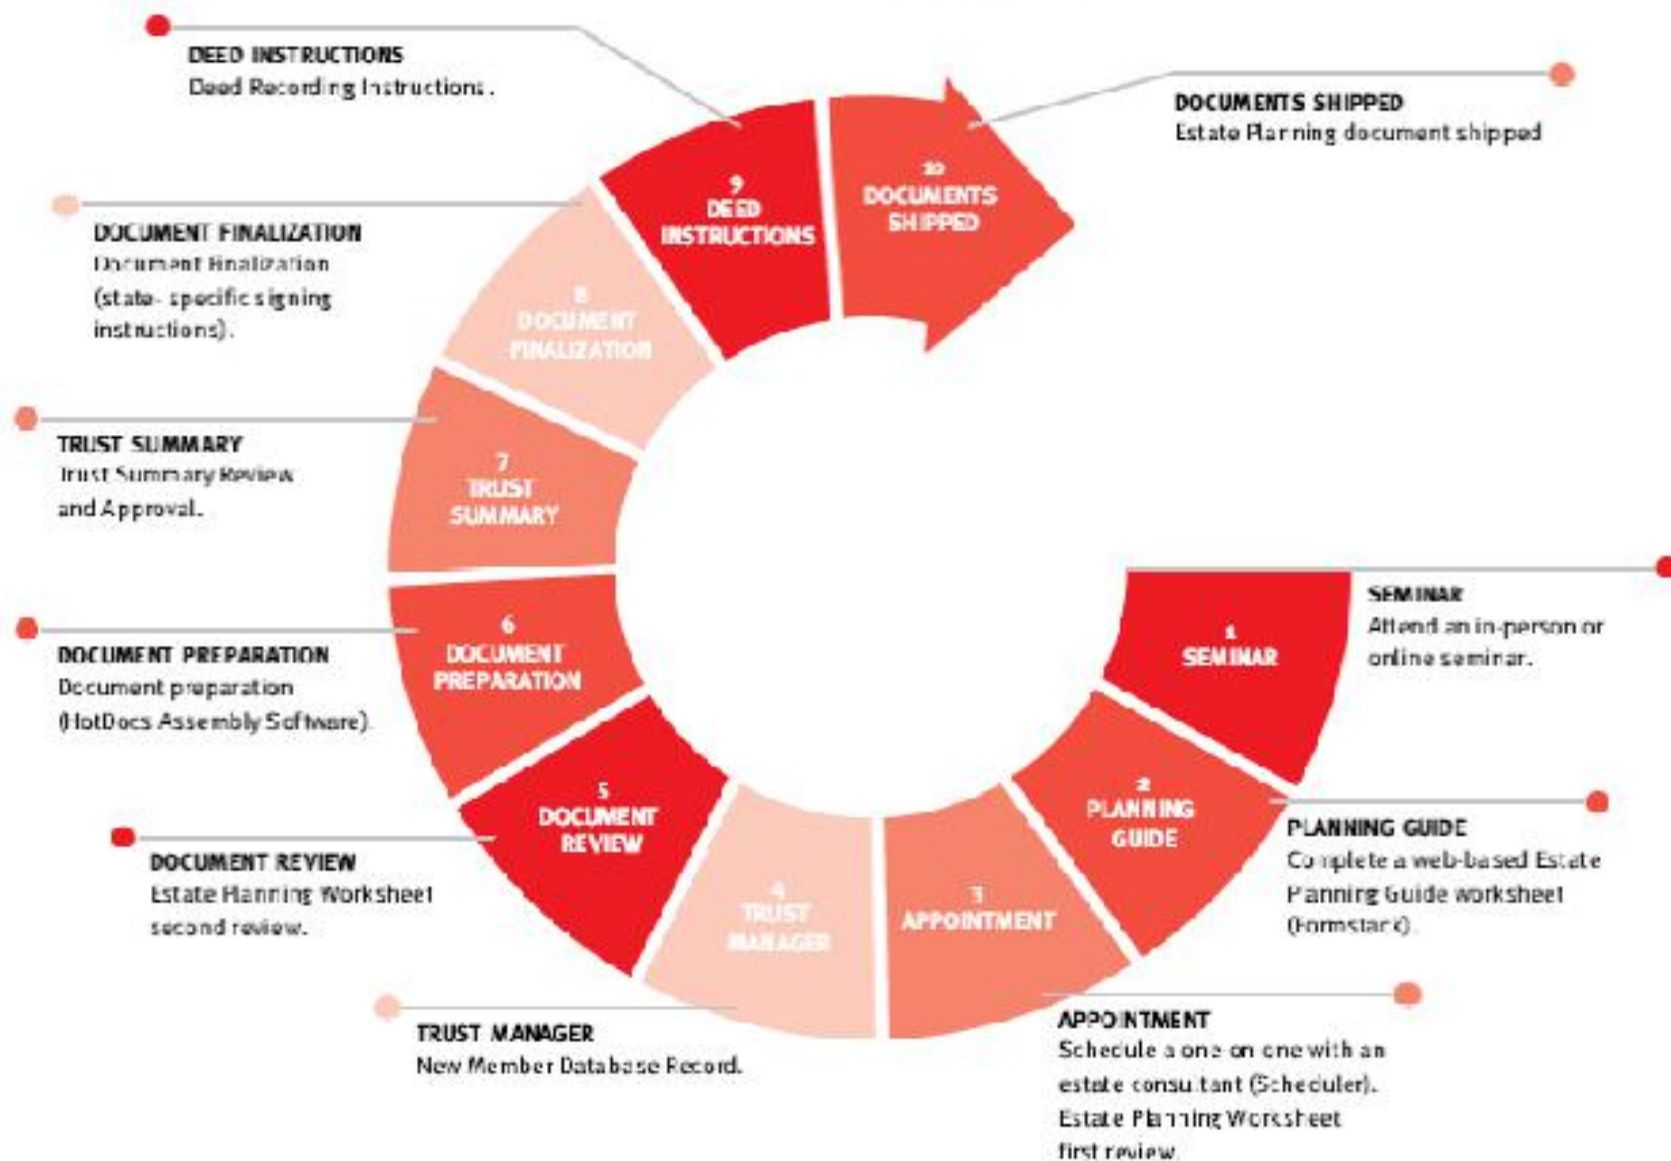 DEED INSTRUCTIONS
Deed Recording Instructions.
DOCUMENTS SHIPPED
Estate Planning document shipped
DOCUMENT FINALIZATION
Document Finalization
(state- specific signing
instructions).
TRUST SUMMARY
Trust Summary Review
and Approval.
DOCUMENT PREPARATION
Document preparation
(HotDocs Assembly Software).
DOCUMENT REVIEW
Estate Planning Worksheet
second review.
TRUST MANAGER
New Member Database Record.
APPOINTMENT
Schedule a one on one with an
estate consultant (Scheduler).
Estate Planning Worksheet
first review.
PLANNING GUIDE
Complete a web-based Estate
Planning Guide worksheet
(Formstack).
SEMINAR
Attend an in-person or
online seminar.
1
SEMINAR
2
PLANNING
GUIDE
3
APPOINTMENT
4
TRUST
MANAGER
5
DOCUMENT
REVIEW
6
DOCUMENT
PREPARATION
7
TRUST
SUMMARY
8
DOCUMENT
FINALIZATION
9
DEED
INSTRUCTIONS
10
DOCUMENTS
SHIPPED